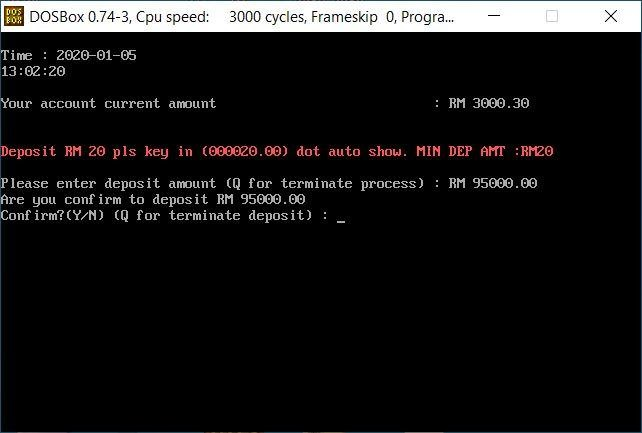 DOS BOX DOSBox 0.74-3, Cpu speed: 3000 cycles, Frameskip 0, Progra...
Time : 2020-01-05
13:02:20
Your account current amount : RM 3000.30
Deposit RM 20 pls key in (000020.00) dot auto show. MIN DEP AMT :RM20
Please enter deposit amount (Q for terminate process) : RM 95000.00
Are you confirm to deposit RM 95000.00
Confirm?(Y/N) (Q for terminate deposit) : _